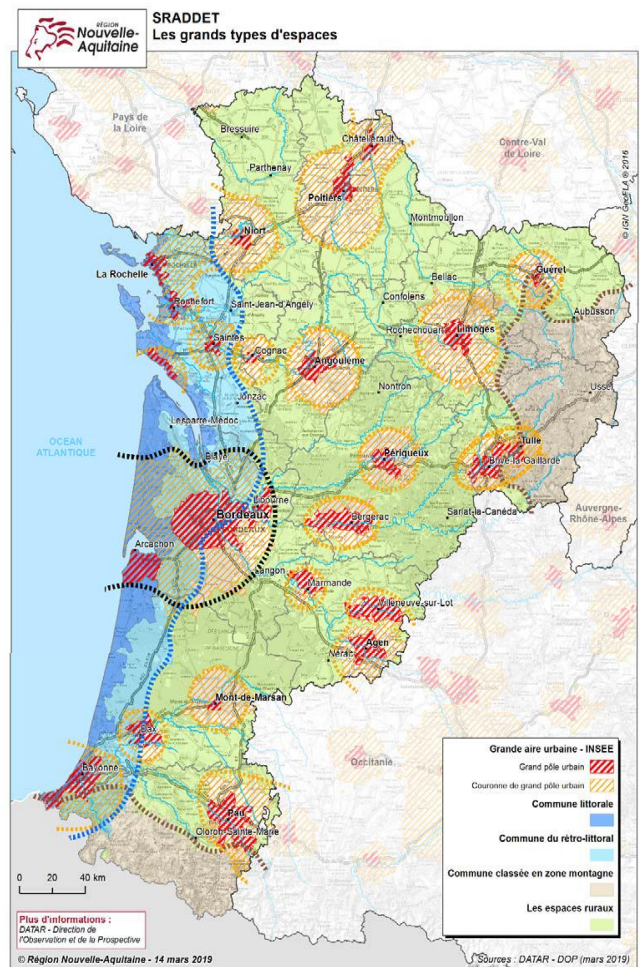 RÉGION
Nouvelle-
Aquitaine
SRADDET
Les grands types d'espaces
© IGN GeoFLA ® 2016
Pays de
la Loire
Centre-Val
de Loire
Bressuire
Châtellerault
Parthenay
Poitiers
Montmorillon
Niort
La Rochelle
Guéret
Bellac
Rochefort
Saint-Jean-d'Angely
Confolens
Aubusson
Rochechouart
Limoges
Saintes
Cognac
Angoulême
Ussel
Jonzac
Nontron
Lesparre-Médoc
OCEAN
ATLANTIQUE
Blaye
Périgueux
Tulle
Brive-la-Gaillarde
Libourne
Bordeaux
BORDEAUX
Bergerac
Sarlat-la-Canéda
Auvergne-
Rhône-Alpes
Arcachon
Langon
Marmande
Villeneuve-sur-Lot
Agen
Nérac
Mont-de-Marsan
Dax
Bayonne
Occitanie
Pau
Oloron-Sainte-Marie
Grande aire urbaine - INSEE
Grand pôle urbain
Couronne de grand pôle urbain
Commune littorale
Commune du rétro-littoral
Commune classée en zone montagne
Les espaces ruraux
0 20 40 km
Plus d'informations :
DATAR - Direction de
l'Observation et de la Prospective
© Région Nouvelle-Aquitaine - 14 mars 2019
Sources : DATAR - DOP (mars 2019)